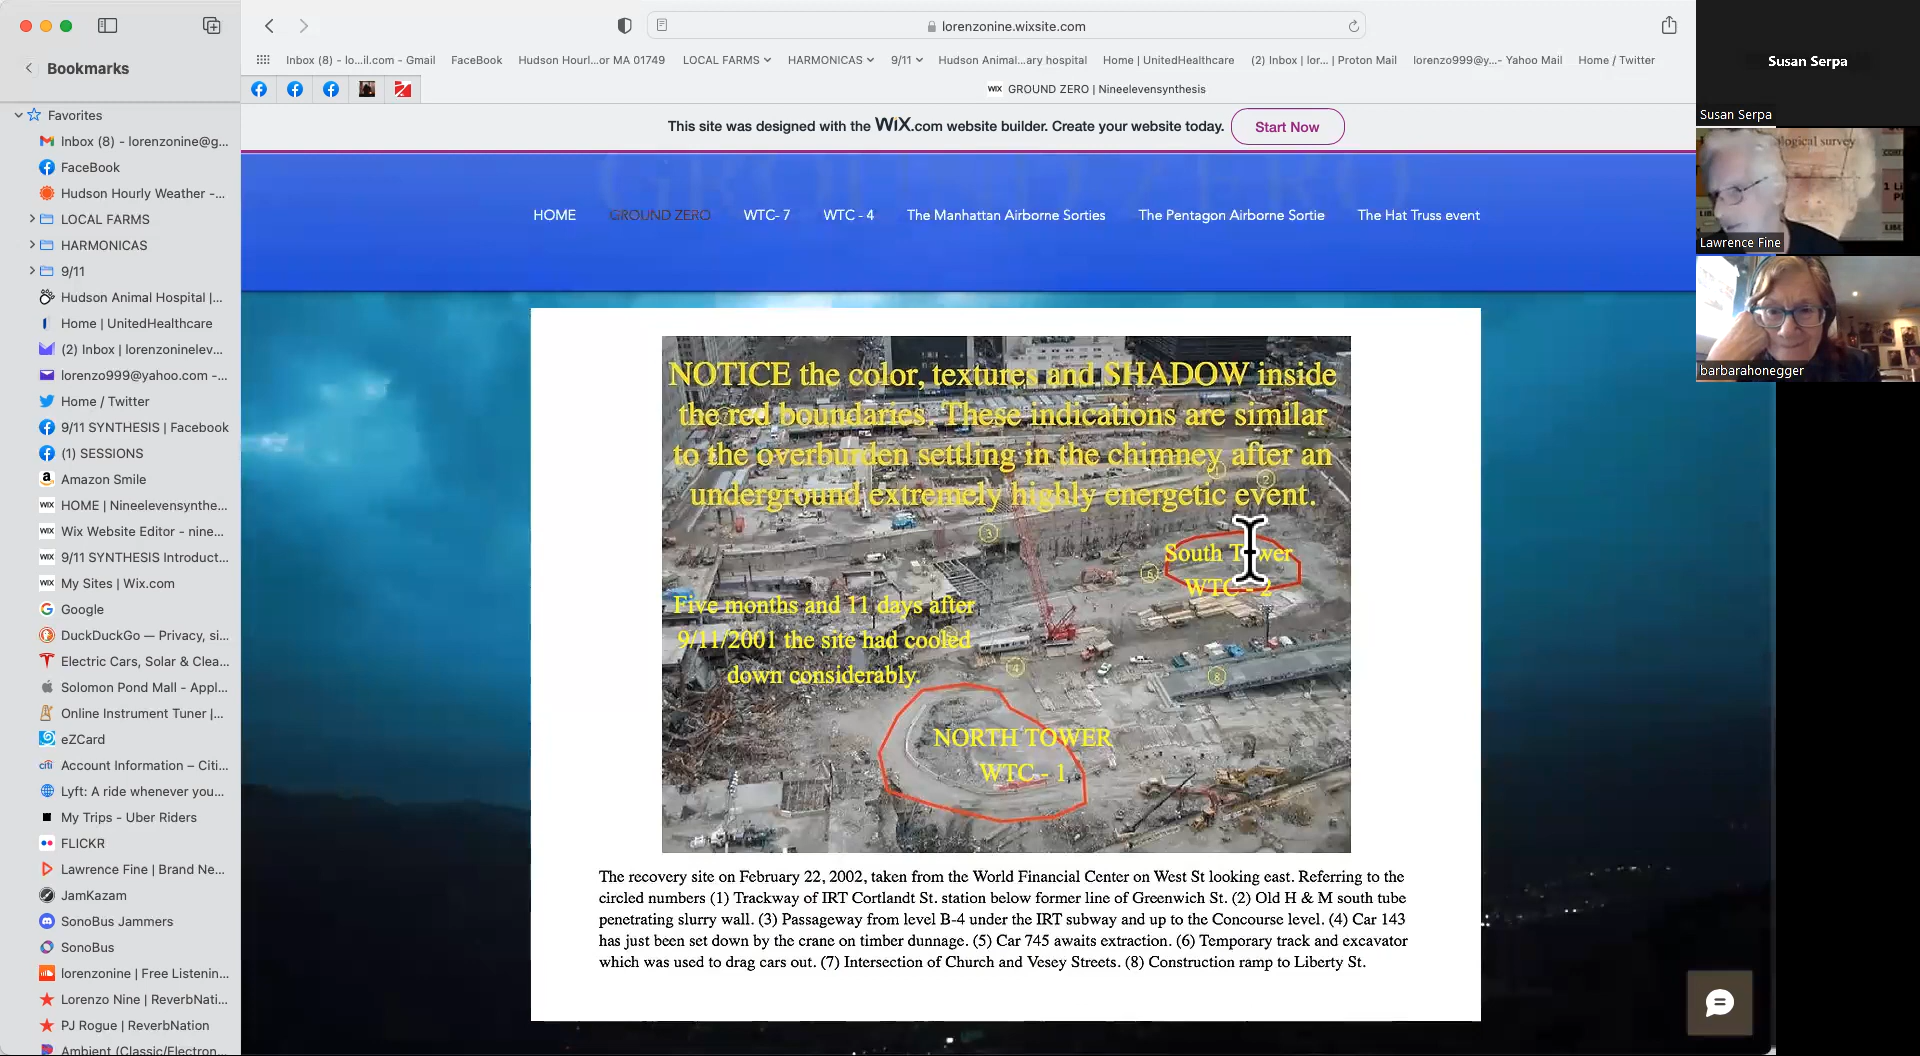 Bookmarks
Favorites
Inbox (8) - lorenzonine@g...
FaceBook
Hudson Hourly Weather -...
LOCAL FARMS
HARMONICAS
9/11
Hudson Animal Hospital |...
Home | UnitedHealthcare
(2) Inbox | lorenzoninelev...
lorenzo999@yahoo.com -...
Home / Twitter
9/11 SYNTHESIS | Facebook
(1) SESSIONS
Amazon Smile
HOME | Nineelevensynthe...
Wix Website Editor - nine...
9/11 SYNTHESIS Introduct...
My Sites | Wix.com
Google
DuckDuckGo — Privacy, si...
Electric Cars, Solar & Clea...
Solomon Pond Mall - Appl...
Online Instrument Tuner |...
eZCard
Account Information – Citi...
Lyft: A ride whenever you...
My Trips - Uber Riders
FLICKR
Lawrence Fine | Brand Ne...
JamKazam
SonoBus Jammers
SonoBus
lorenzonine | Free Listenin...
Lorenzo Nine | ReverbNati...
PJ Rogue | ReverbNation
Ambient (Classic/Electron...
lorenzonine.wixsite.com
Inbox (8) - lo...il.com - Gmail FaceBook Hudson Hourl...or MA 01749 LOCAL FARMS HARMONICAS 9/11 Hudson Animal...ary hospital Home | UnitedHealthcare (2) Inbox | lor... | Proton Mail lorenzo999@y...- Yahoo Mail Home / Twitter
WIX GROUND ZERO | Nineelevensynthesis
This site was designed with the WiX.com website builder. Create your website today. Start Now
GROUND ZERO
HOME GROUND ZERO WTC- 7 WTC - 4 The Manhattan Airborne Sorties The Pentagon Airborne Sortie The Hat Truss event
NOTICE the color, textures and SHADOW inside
the red boundaries. These indications are similar
to the overburden settling in the chimney after an
underground extremely highly energetic event.
2
3
South Tower
6
WTC - 2
Five months and 11 days after
9/11/2001 the site had cooled
down considerably.
4
8
NORTH TOWER
WTC - 1
The recovery site on February 22, 2002, taken from the World Financial Center on West St looking east. Referring to the
circled numbers (1) Trackway of IRT Cortlandt St. station below former line of Greenwich St. (2) Old H & M south tube
penetrating slurry wall. (3) Passageway from level B-4 under the IRT subway and up to the Concourse level. (4) Car 143
has just been set down by the crane on timber dunnage. (5) Car 745 awaits extraction. (6) Temporary track and excavator
which was used to drag cars out. (7) Intersection of Church and Vesey Streets. (8) Construction ramp to Liberty St.
Susan Serpa
Susan Serpa
ological survey
Lawrence Fine
barbarahonegger